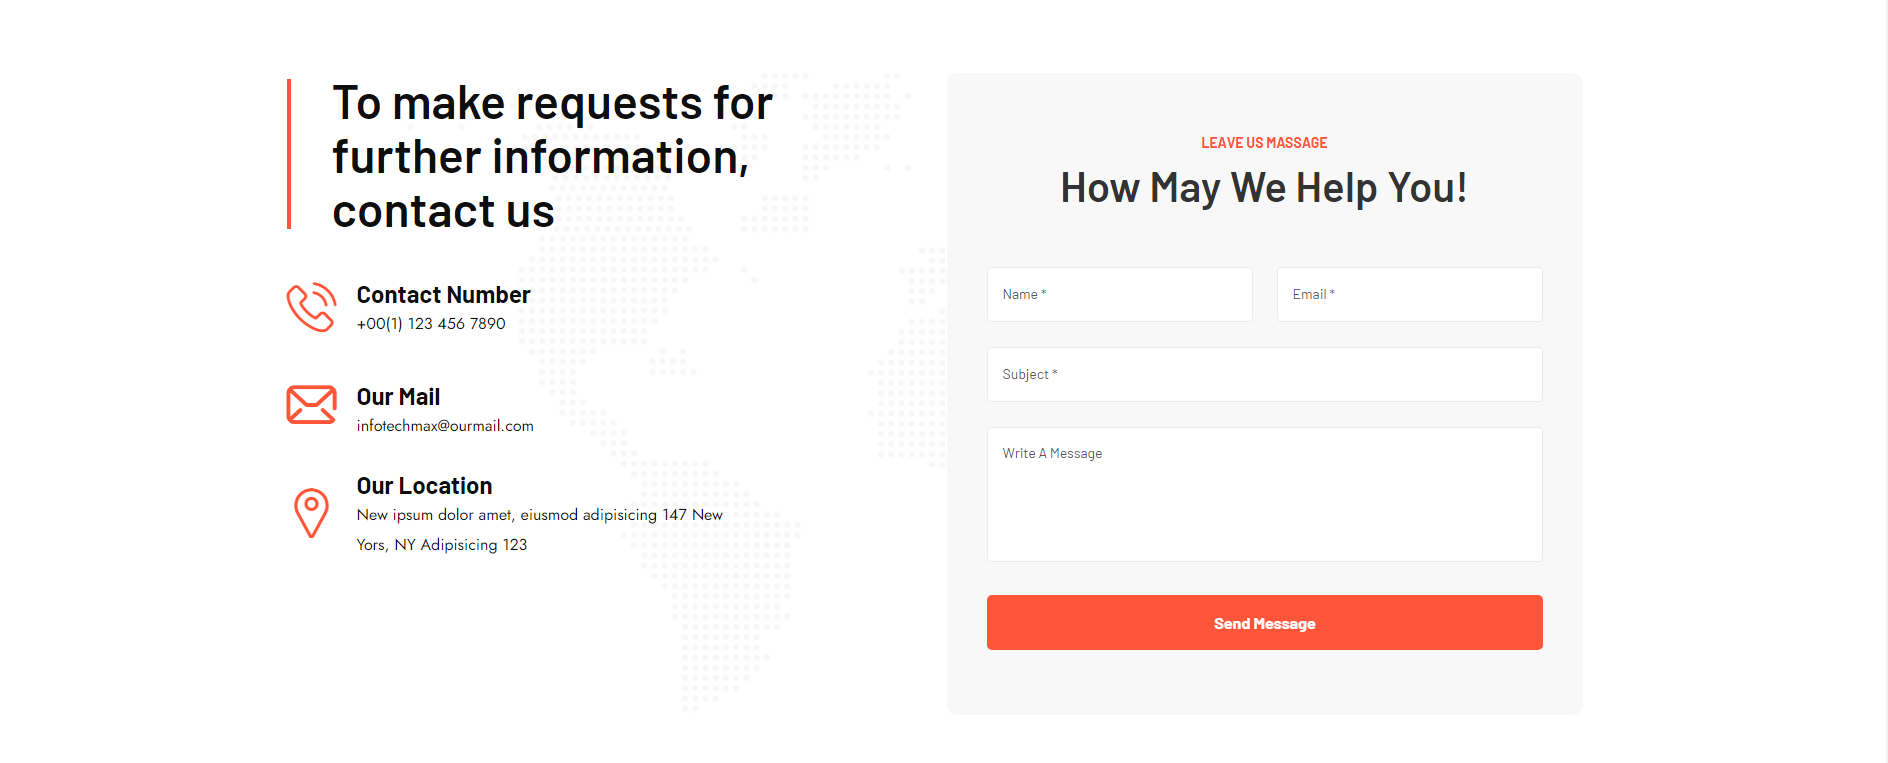 To make requests for
further information,
contact us
Contact Number
+00(1) 123 456 7890
Our Mail
infotechmax@ourmail.com
Our Location
New ipsum dolor amet, eiusmod adipisicing 147 New
Yors, NY Adipisicing 123
LEAVE US MASSAGE
How May We Help You!
Name *
Email *
Subject *
Write A Message
Send Message